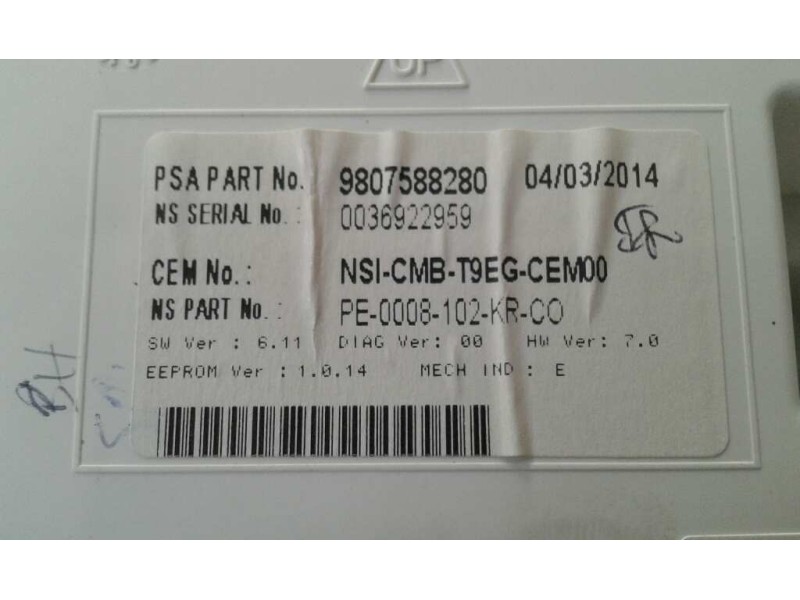 UP
PSA PART No. 9807588280 04/03/2014
NS SERIAL No. : 0036922959
CEM No. : NSI-CMB-T9EG-CEM00
NS PART No. : PE-0008-102-KR-CO
SW Ver : 6.11 DIAG Ver: 00 HW Ver: 7.0
EEPROM Ver : 1.0.14 MECH IND : E